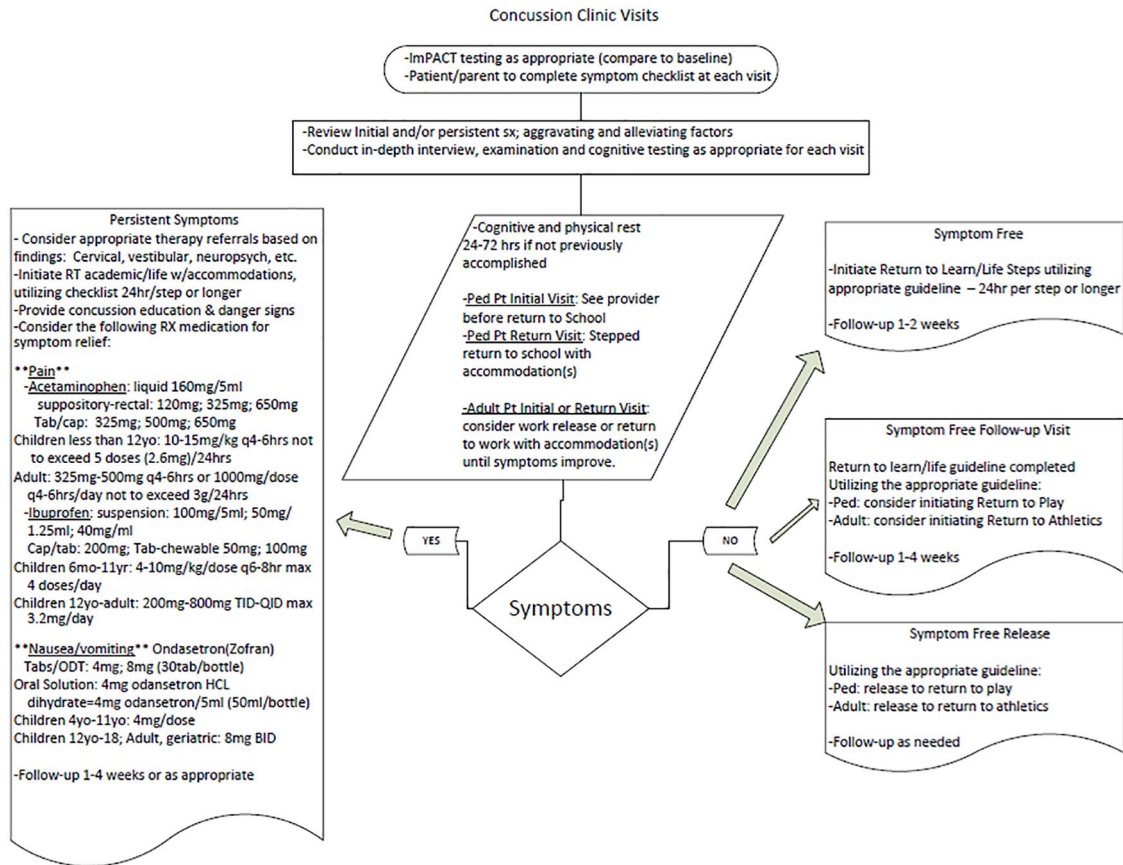 Concussion Clinic Visits
-ImPACT testing as appropriate (compare to baseline)
-Patient/parent to complete symptom checklist at each visit
-Review Initial and/or persistent sx; aggravating and alleviating factors
-Conduct in-depth interview, examination and cognitive testing as appropriate for each visit
Persistent Symptoms
- Consider appropriate therapy referrals based on
findings: Cervical, vestibular, neuropsych, etc.
-Initiate RT academic/life w/accommodations,
utilizing checklist 24hr/step or longer
-Provide concussion education & danger signs
-Consider the following RX medication for
symptom relief:
**Pain**
-Acetaminophen: liquid 160mg/5ml
suppository-rectal: 120mg; 325mg; 650mg
Tab/cap: 325mg; 500mg; 650mg
Children less than 12yo: 10-15mg/kg q4-6hrs not
to exceed 5 doses (2.6mg)/24hrs
Adult: 325mg-500mg q4-6hrs or 1000mg/dose
q4-6hrs/day not to exceed 3g/24hrs
-Ibuprofen: suspension: 100mg/5ml; 50mg/
1.25ml; 40mg/ml
Cap/tab: 200mg; Tab-chewable 50mg; 100mg
Children 6mo-11yr: 4-10mg/kg/dose q6-8hr max
4 doses/day
Children 12yo-adult: 200mg-800mg TID-QID max
3.2mg/day
**Nausea/vomiting** Ondasetron(Zofran)
Tabs/ODT: 4mg; 8mg (30tab/bottle)
Oral Solution: 4mg odansetron HCL
dihydrate=4mg odansetron/5ml (50ml/bottle)
Children 4yo-11yo: 4mg/dose
Children 12yo-18; Adult, geriatric: 8mg BID
-Follow-up 1-4 weeks or as appropriate
-Cognitive and physical rest
24-72 hrs if not previously
accomplished
-Ped Pt Initial Visit: See provider
before return to School
-Ped Pt Return Visit: Stepped
return to school with
accommodation(s)
-Adult Pt Initial or Return Visit:
consider work release or return
to work with accommodation(s)
until symptoms improve.
YES
Symptoms
NO
Symptom Free
-Initiate Return to Learn/Life Steps utilizing
appropriate guideline – 24hr per step or longer
-Follow-up 1-2 weeks
Symptom Free Follow-up Visit
Return to learn/life guideline completed
Utilizing the appropriate guideline:
-Ped: consider initiating Return to Play
-Adult: consider initiating Return to Athletics
-Follow-up 1-4 weeks
Symptom Free Release
Utilizing the appropriate guideline:
-Ped: release to return to play
-Adult: release to return to athletics
-Follow-up as needed